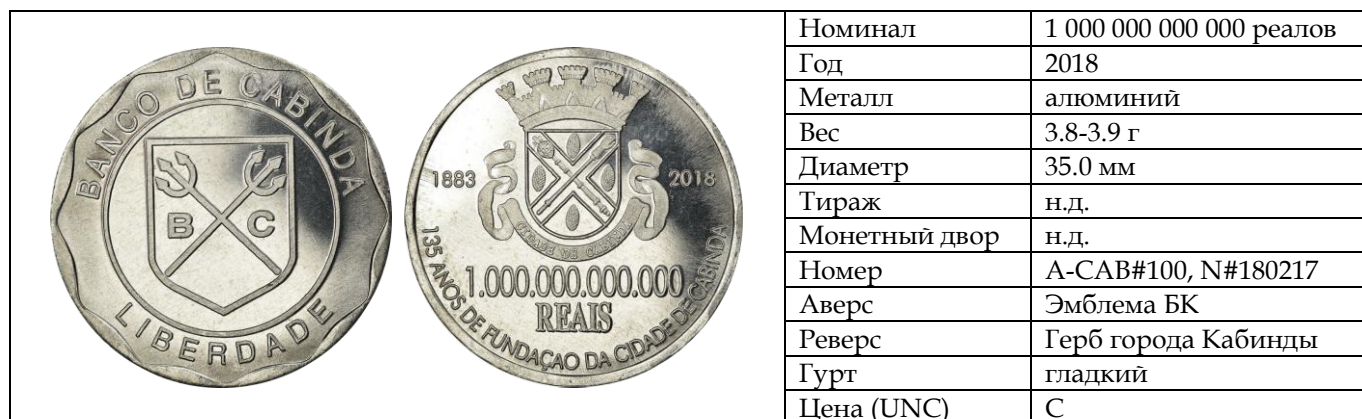 BANCO DE CABINDA
B C
LIBERDADE
1883 2018
CIDADE DE CABINDA
1.000.000.000.000
REAIS
135 ANOS DE FUNDAÇAO DA CIDADE DE CABINDA
Номинал 1 000 000 000 000 реалов
Год 2018
Металл алюминий
Вес 3.8-3.9 г
Диаметр 35.0 мм
Тираж н.д.
Монетный двор н.д.
Номер A-CAB#100, N#180217
Аверс Эмблема БК
Реверс Герб города Кабинды
Гурт гладкий
Цена (UNC) C